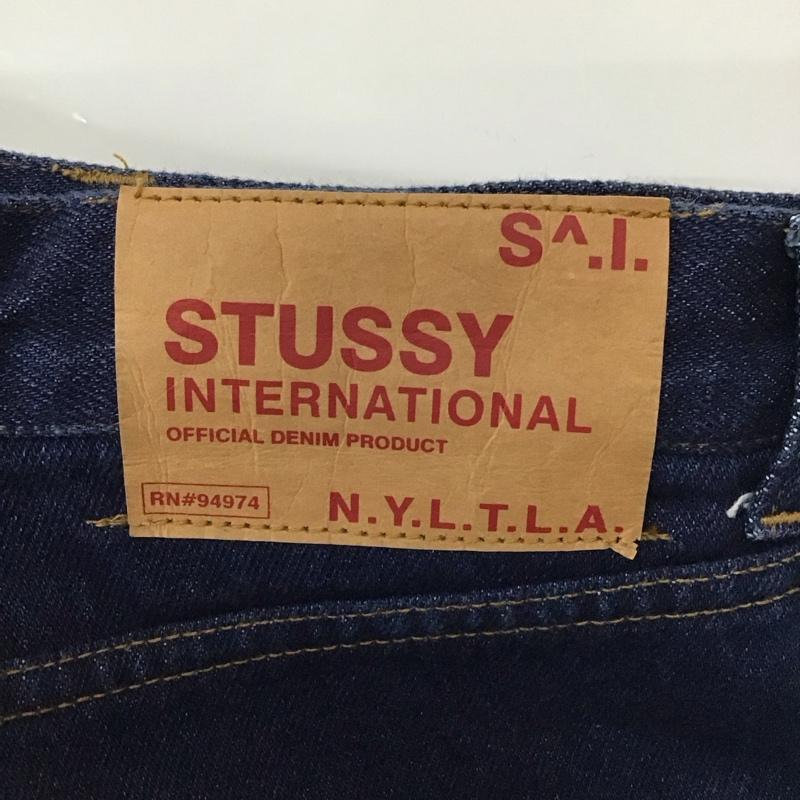 S^.I.
STUSSY
INTERNATIONAL
OFFICIAL DENIM PRODUCT
RN#94974
N.Y.L.T.L.A.